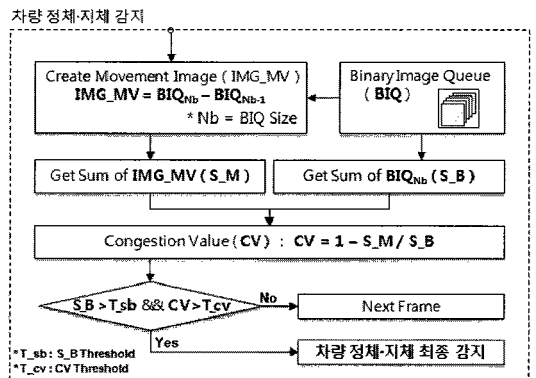 차량 정체·지체 감지
Create Movement Image ( IMG_MV )
IMG_MV = BIQNb – BIQNb-1
* Nb = BIQ Size
Binary Image Queue
( BIQ )
Get Sum of IMG_MV ( S_M )
Get Sum of BIQNb ( S_B )
Congestion Value ( CV ) : CV = 1 – S_M / S_B
S_B > T_sb && CV > T_cv
No
Next Frame
Yes
차량 정체·지체 최종 감지
*T_sb : S_B Threshold
*T_cv : CV Threshold